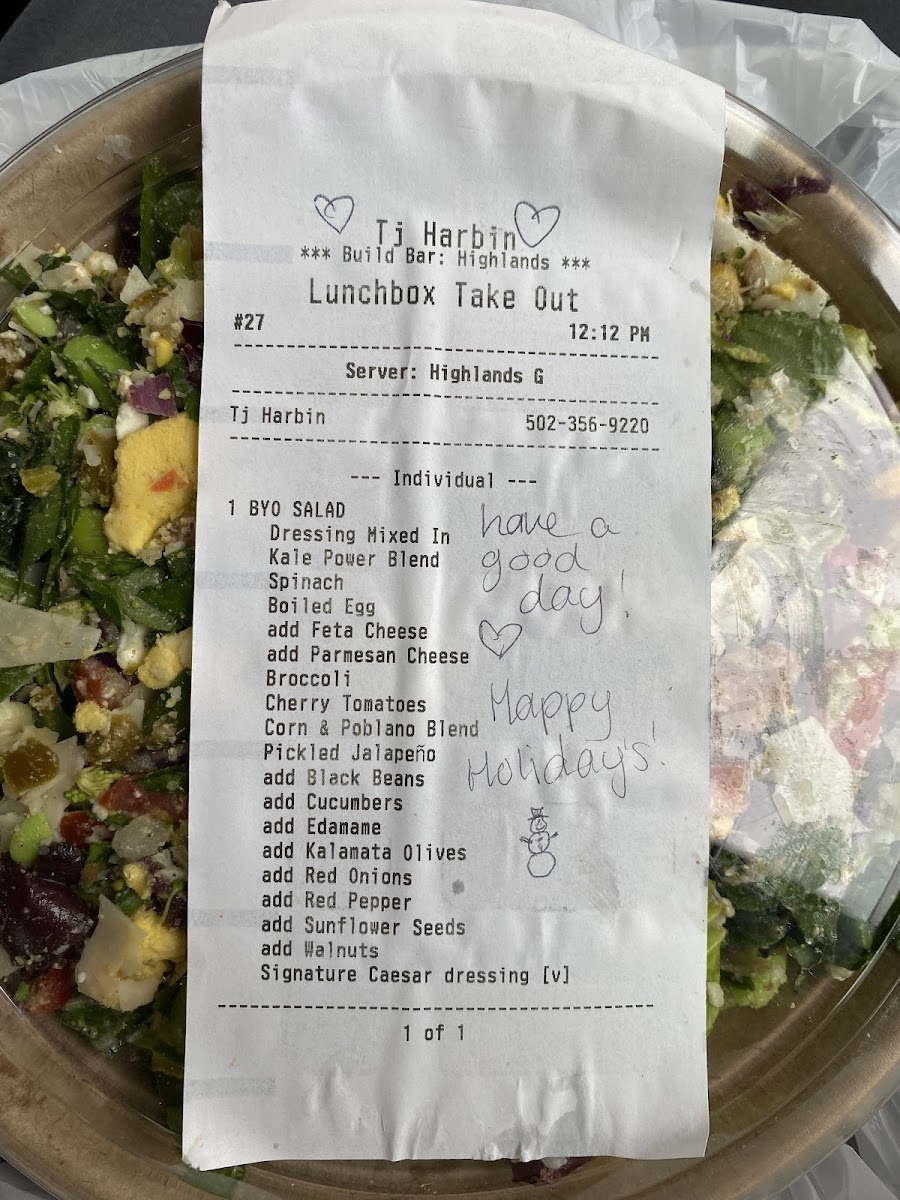 Tj Harbin
*** Build Bar: Highlands ***
Lunchbox Take Out
#27 12:12 PM
Server: Highlands G
Tj Harbin 502-356-9220
--- Individual ---
1 BYO SALAD
Dressing Mixed In
Kale Power Blend
Spinach
Boiled Egg
add Feta Cheese
add Parmesan Cheese
Broccoli
Cherry Tomatoes
Corn & Poblano Blend
Pickled Jalapeño
add Black Beans
add Cucumbers
add Edamame
add Kalamata Olives
add Red Onions
add Red Pepper
add Sunflower Seeds
add Walnuts
Signature Caesar dressing [v]
1 of 1
have a
good
day!
Happy
Holiday's!